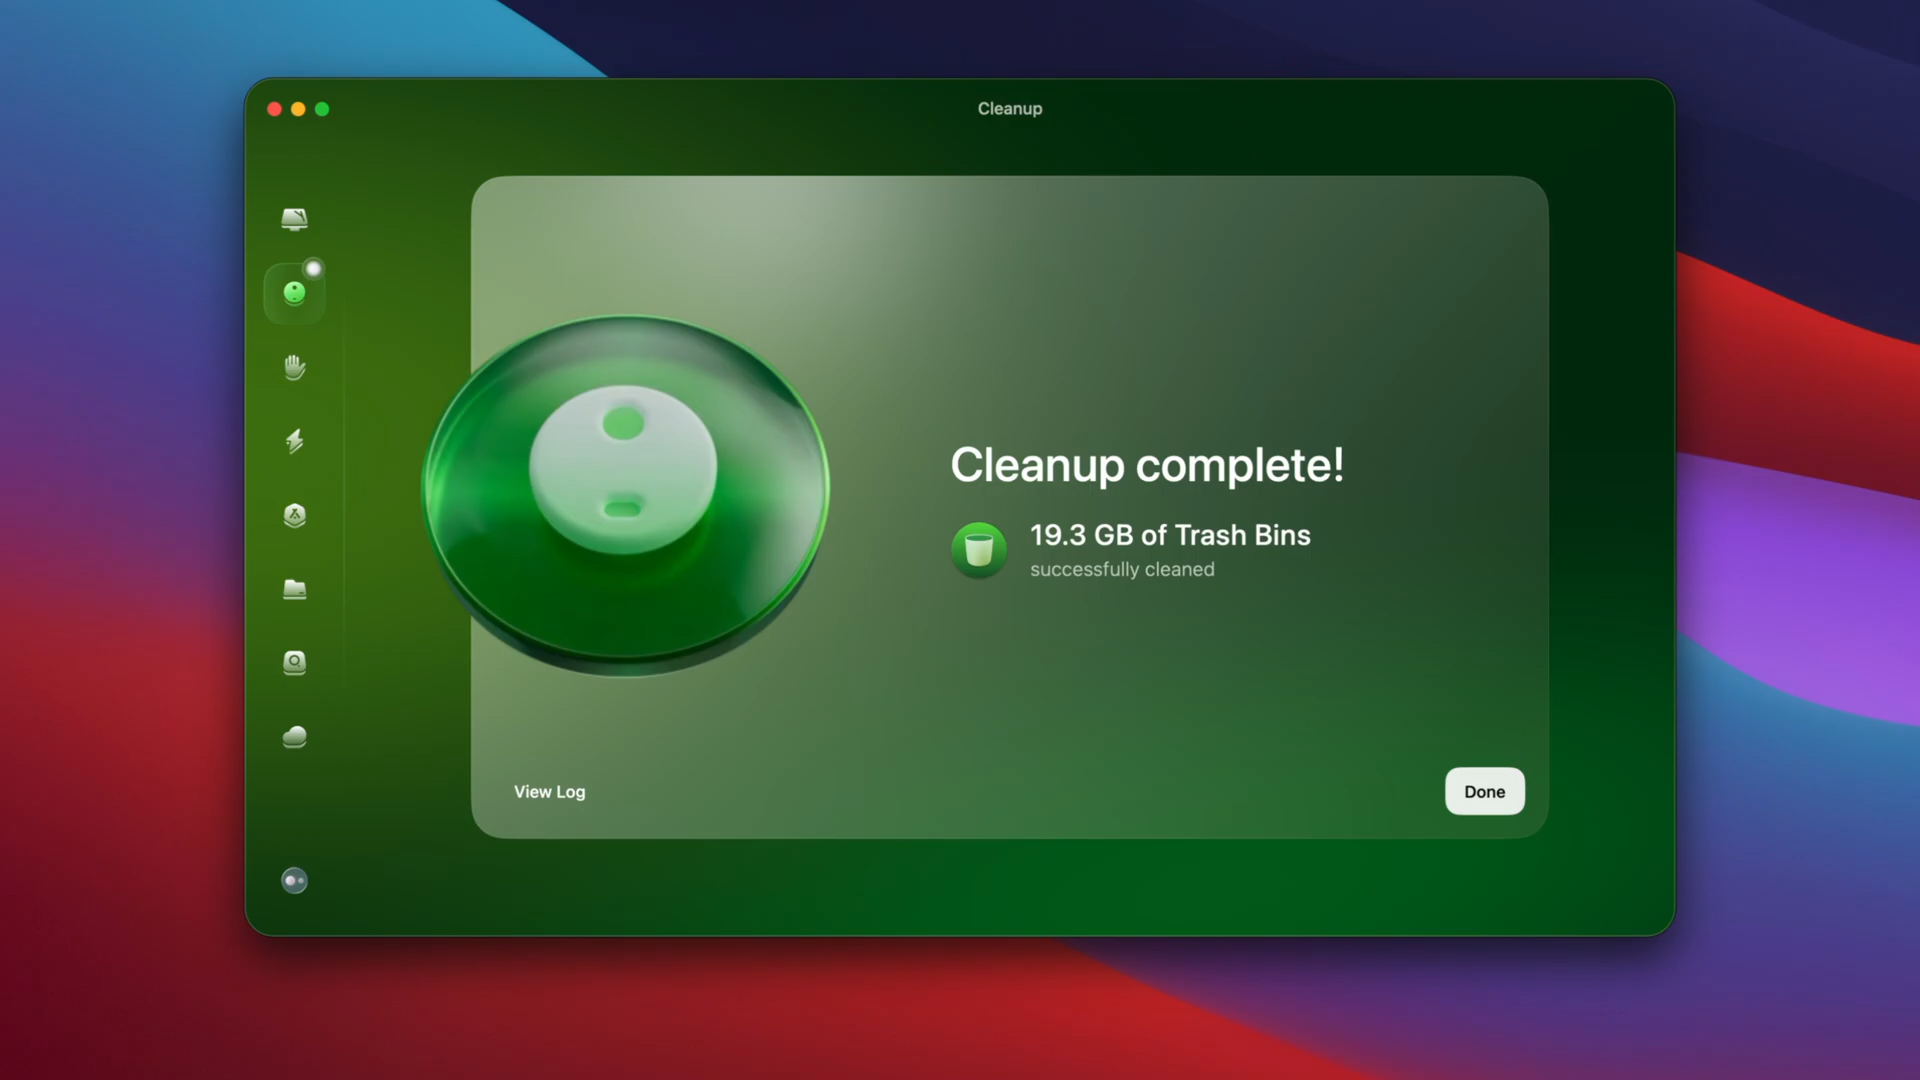 Cleanup
Cleanup complete!
19.3 GB of Trash Bins
successfully cleaned
View Log
Done